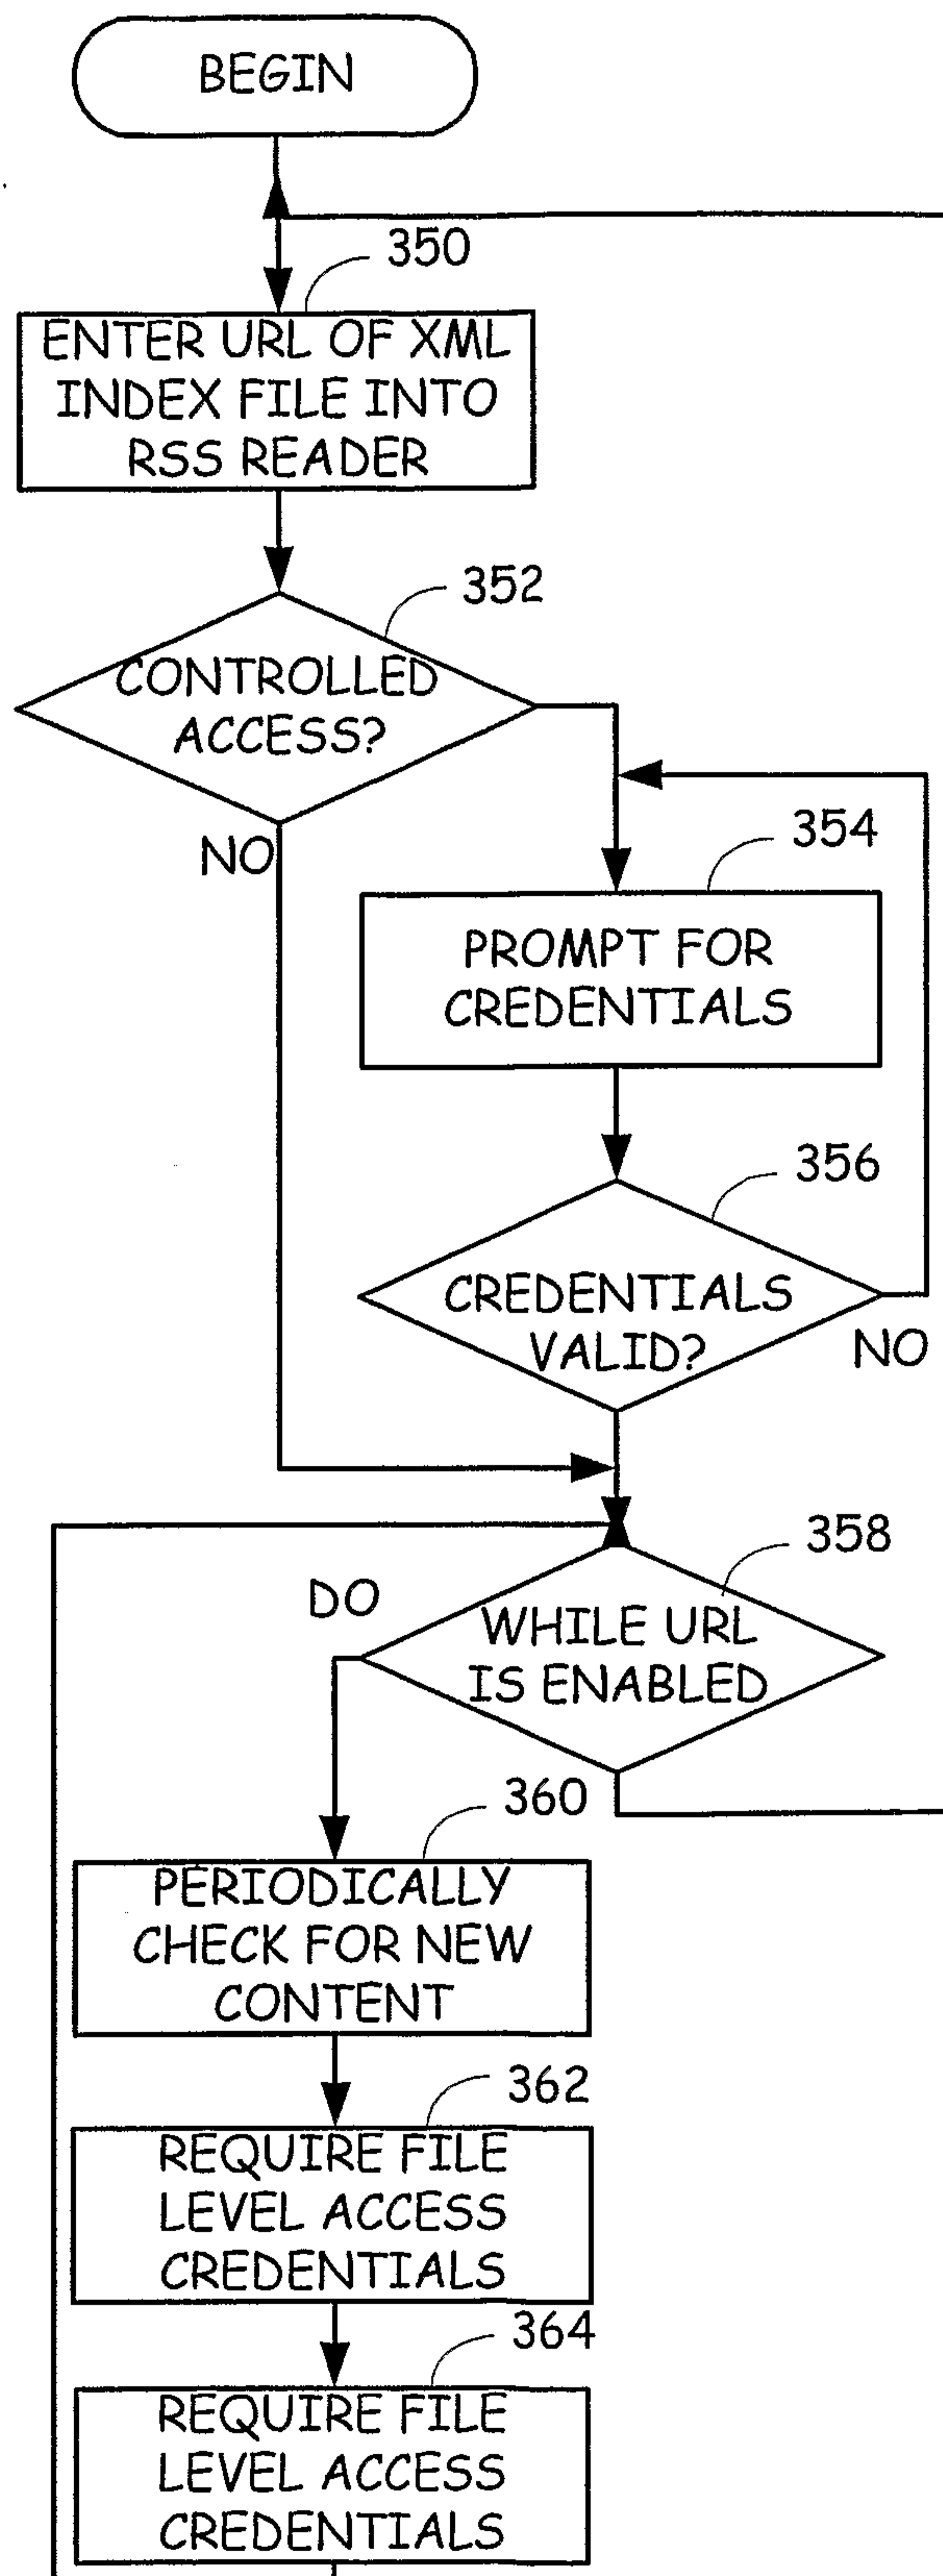 BEGIN
350
ENTER URL OF XML
INDEX FILE INTO
RSS READER
352
CONTROLLED
ACCESS?
NO
354
PROMPT FOR
CREDENTIALS
356
CREDENTIALS
VALID?
NO
358
DO
WHILE URL
IS ENABLED
360
PERIODICALLY
CHECK FOR NEW
CONTENT
362
REQUIRE FILE
LEVEL ACCESS
CREDENTIALS
364
REQUIRE FILE
LEVEL ACCESS
CREDENTIALS